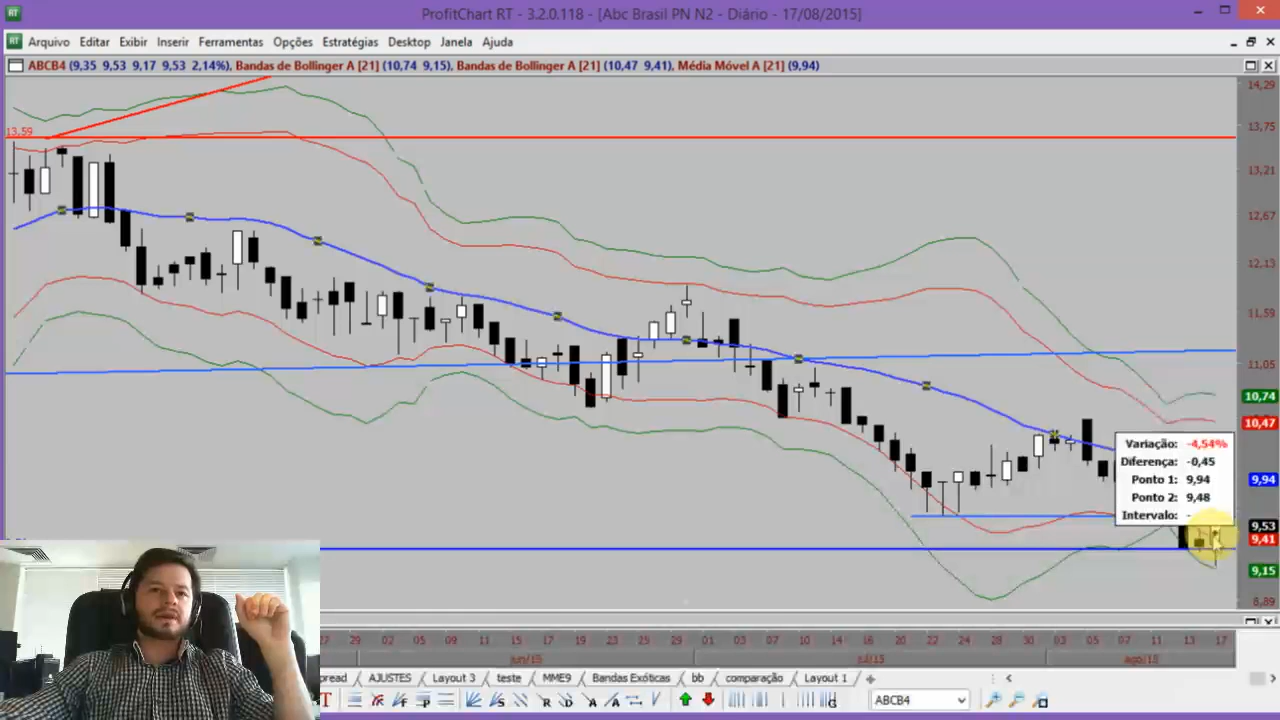 RT ProfitChart RT - 3.2.0.118 - [Abc Brasil PN N2 - Diário - 17/08/2015]
RT Arquivo Editar Exibir Inserir Ferramentas Opções Estratégias Desktop Janela Ajuda
ABCB4 (9,35 9,53 9,17 9,53 2,14%), Bandas de Bollinger A [21] (10,74 9,15), Bandas de Bollinger A [21] (10,47 9,41), Média Móvel A [21] (9,94)
14,29
13,59
13,75
13,21
12,67
12,13
11,59
11,05
10,74
10,47
Variação: -4,54%
Diferença: -0,45
Ponto 1: 9,94
9,94
Ponto 2: 9,48
Intervalo: -
9,53
9,41
9,15
8,89
27 29 02 03 09 11 15 17 19 23 25 29 01 03 07 13 15 20 22 24 28 30 03 05 07 11 13 17
jun/15 jul/15 ago/15
pread AJUSTES Layout 3 teste MME9 Bandas Exóticas bb comparação Layout 1
T F F P S R D A A G ABCB4